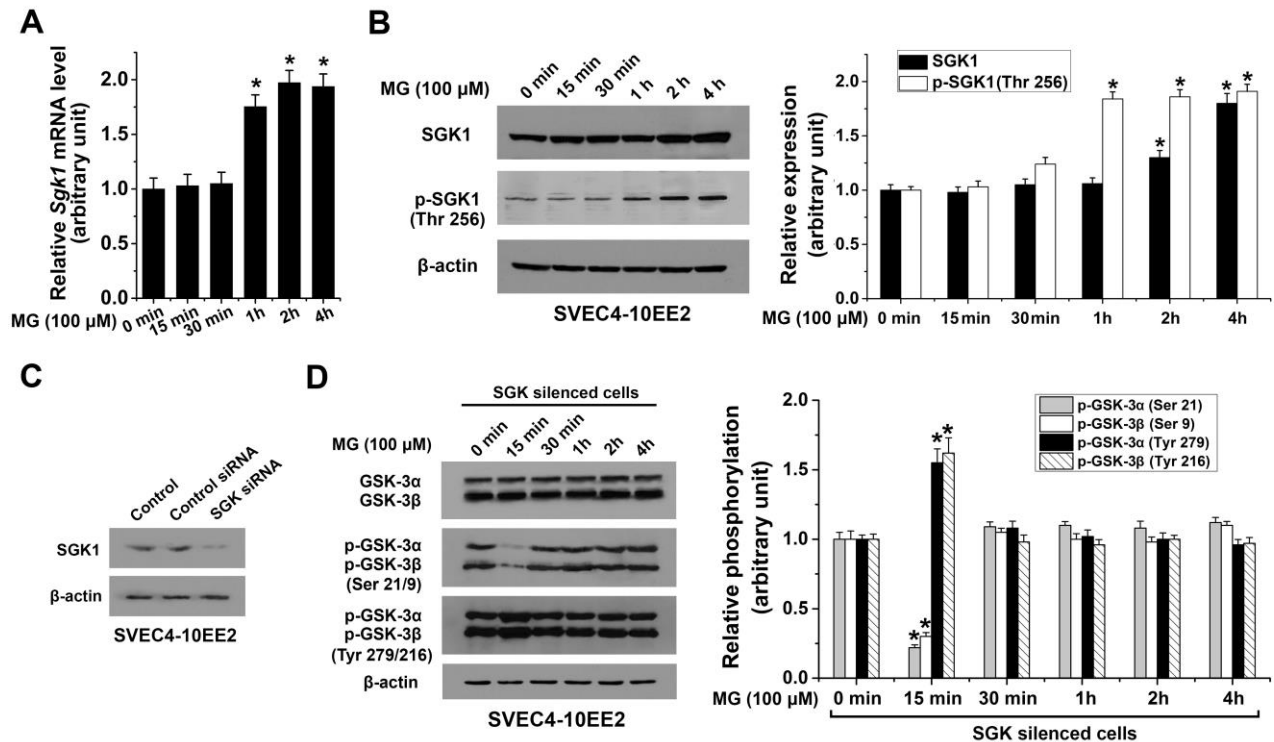 A
Relative Sgk1 mRNA level
(arbitrary unit)
2.0
1.5
1.0
0.5
0.0
* * *
MG (100 µM)
0 min
15 min
30 min
1h
2h
4h
B
MG (100 µM)
0 min
15 min
30 min
1 h
2 h
4 h
SGK1
p-SGK1
(Thr 256)
β-actin
SVEC4-10EE2
Relative expression
(arbitrary unit)
2.0
1.5
1.0
0.5
0.0
SGK1
p-SGK1(Thr 256)
* * * * *
MG (100 µM) 0 min 15min 30min 1h 2h 4h
C
Control
Control siRNA
SGK siRNA
SGK1
β-actin
SVEC4-10EE2
D
SGK silenced cells
MG (100 µM)
0 min
15 min
30 min
1h
2h
4h
GSK-3α
GSK-3β
p-GSK-3α
p-GSK-3β
(Ser 21/9)
p-GSK-3α
p-GSK-3β
(Tyr 279/216)
β-actin
SVEC4-10EE2
Relative phosphorylation
(arbitrary unit)
2.0
1.5
1.0
0.5
0.0
p-GSK-3α (Ser 21)
p-GSK-3β (Ser 9)
p-GSK-3α (Tyr 279)
p-GSK-3β (Tyr 216)
* * * *
MG (100 µM) 0 min 15 min 30 min 1h 2h 4h
SGK silenced cells